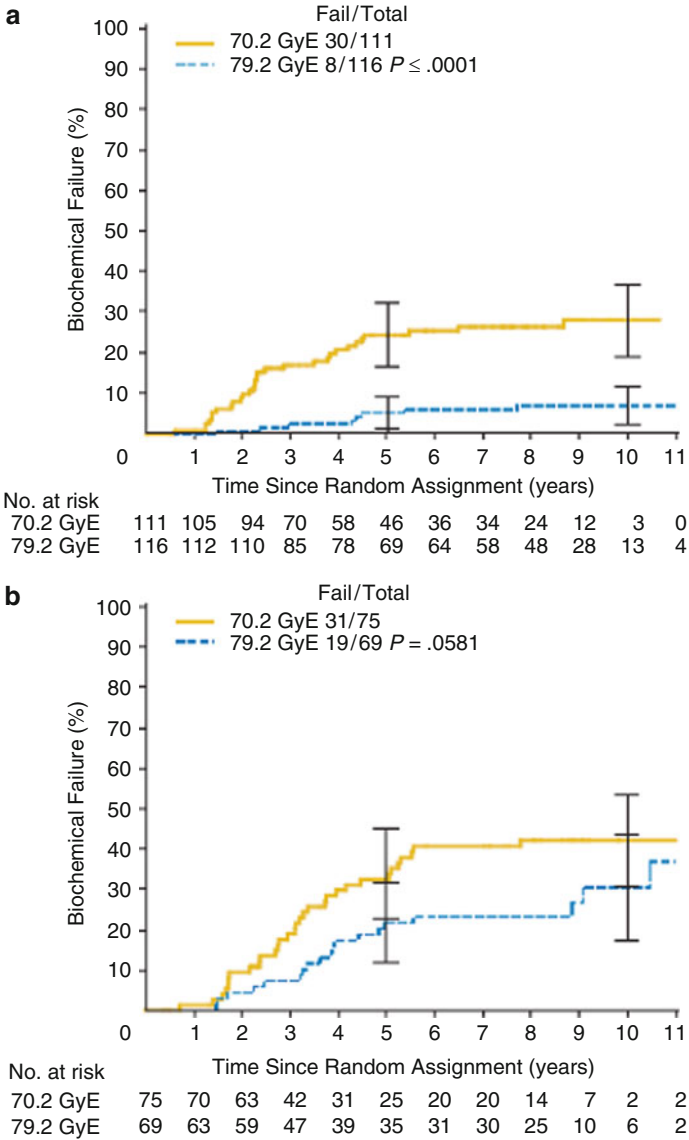 a
Fail/Total
70.2 GyE 30/111
79.2 GyE 8/116 P ≤ .0001
Biochemical Failure (%)
100
90
80
70
60
50
40
30
20
10
0 1 2 3 4 5 6 7 8 9 10 11
Time Since Random Assignment (years)
No. at risk
70.2 GyE 111 105 94 70 58 46 36 34 24 12 3 0
79.2 GyE 116 112 110 85 78 69 64 58 48 28 13 4
b
Fail/Total
70.2 GyE 31/75
79.2 GyE 19/69 P = .0581
Biochemical Failure (%)
100
90
80
70
60
50
40
30
20
10
0 1 2 3 4 5 6 7 8 9 10 11
Time Since Random Assignment (years)
No. at risk
70.2 GyE 75 70 63 42 31 25 20 20 14 7 2 2
79.2 GyE 69 63 59 47 39 35 31 30 25 10 6 2